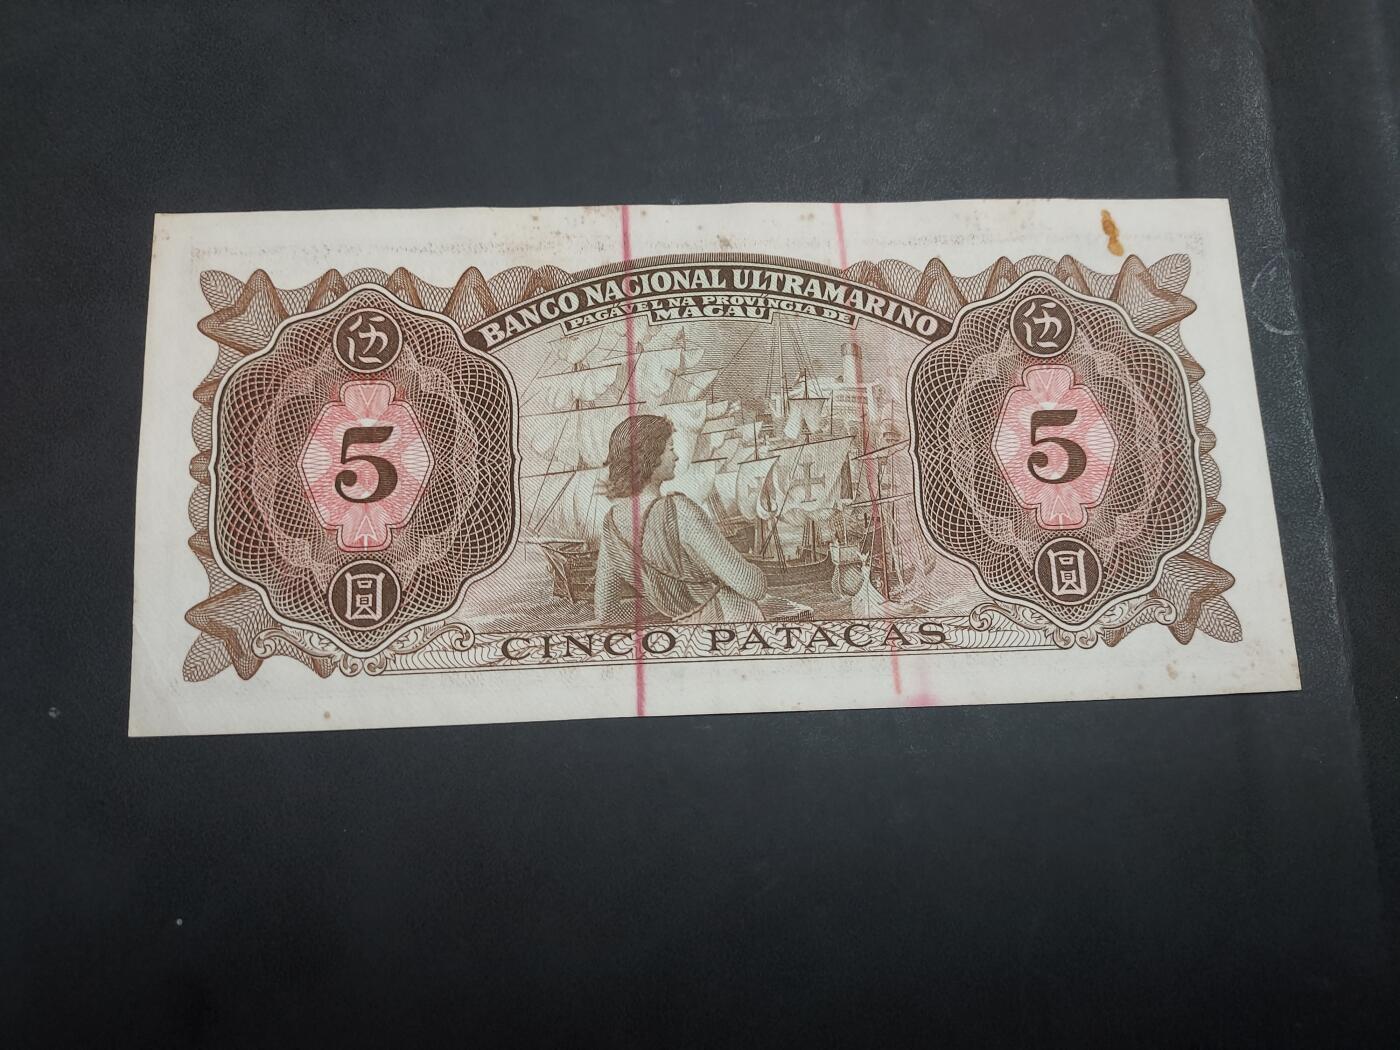 BANCO NACIONAL ULTRAMARINO
PAGÁVEL NA PROVÍNCIA DE
MACAU
伍
5
圓
伍
5
圓
CINCO PATACAS